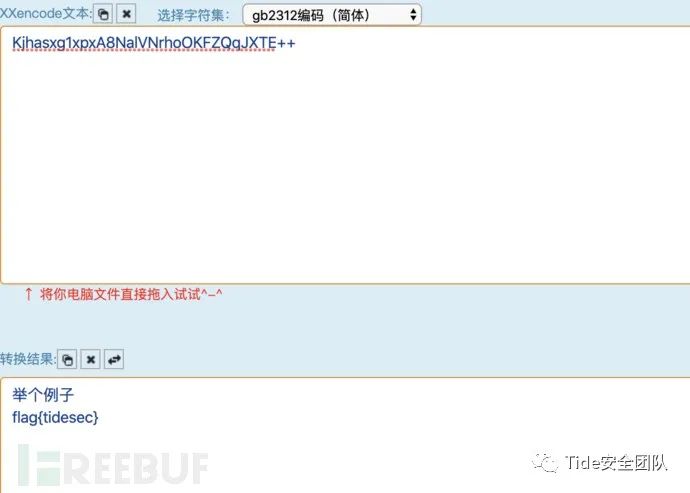 XXencode文本: 选择字符集： gb2312编码（简体）
Kjhasxg1xpxA8NalVNrhoOKFZQqJXTE++
↑ 将你电脑文件直接拖入试试^-^
转换结果:
举个例子
flag{tidesec}
REEBUF
Tide安全团队